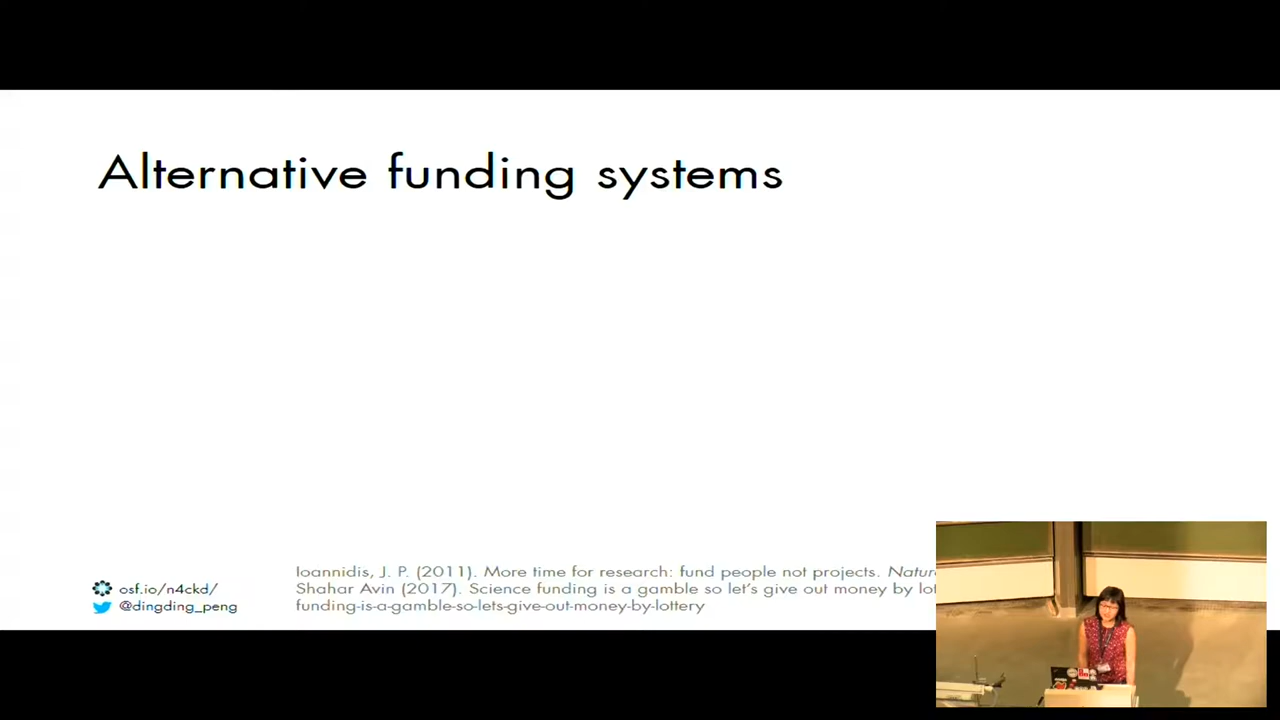 Alternative funding systems
Ioannidis, J. P. (2011). More time for research: fund people not projects. Natur
osf.io/n4ckd/
Shahar Avin (2017). Science funding is a gamble so let's give out money by lot
@dingding_peng
funding-is-a-gamble-so-lets-give-out-money-by-lottery